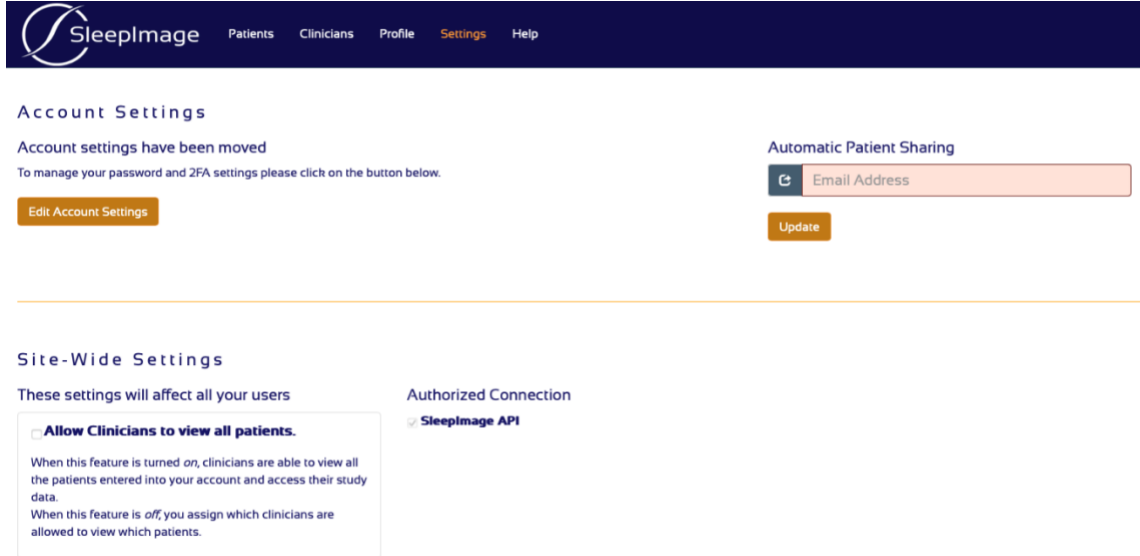 SleepImage Patients Clinicians Profile Settings Help
Account Settings
Account settings have been moved
To manage your password and 2FA settings please click on the button below.
Edit Account Settings
Automatic Patient Sharing
Email Address
Update
Site-Wide Settings
These settings will affect all your users
Allow Clinicians to view all patients.
When this feature is turned on, clinicians are able to view all
the patients entered into your account and access their study
data.
When this feature is off, you assign which clinicians are
allowed to view which patients.
Authorized Connection
SleepImage API